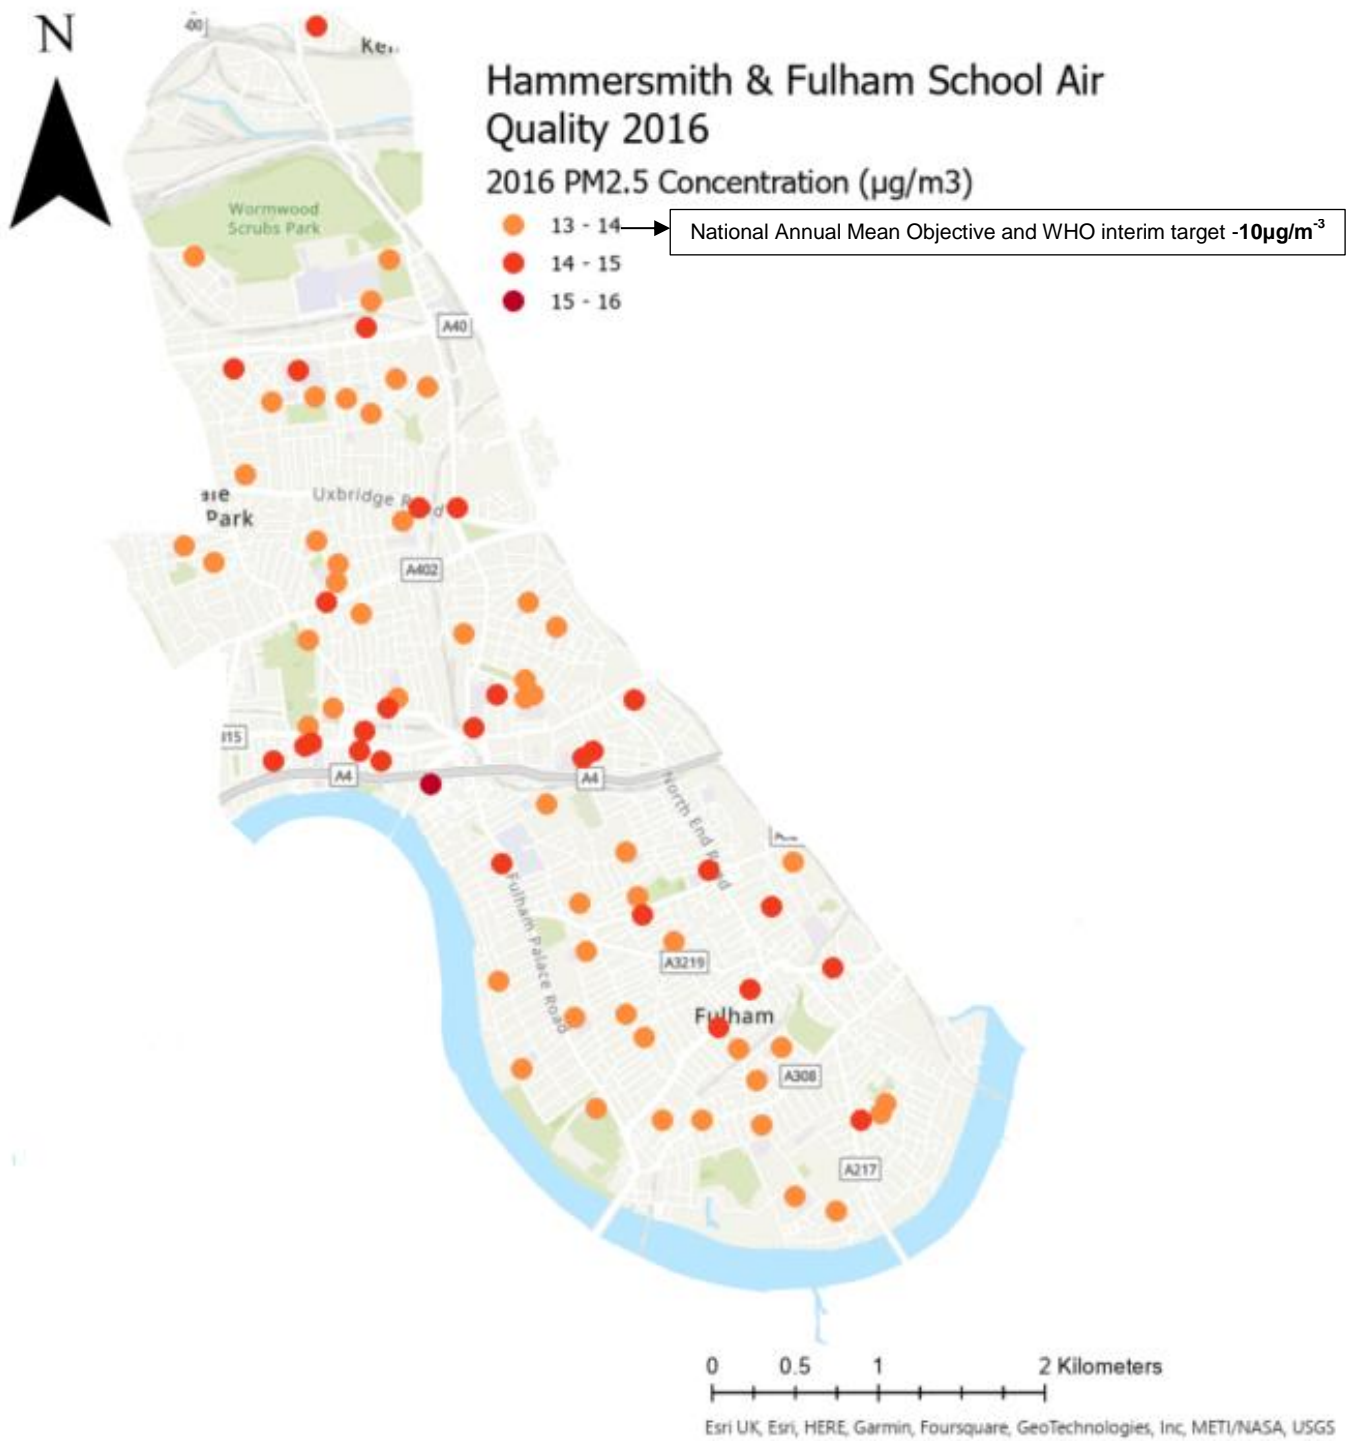 N
Hammersmith & Fulham School Air
Quality 2016
2016 PM2.5 Concentration (µg/m3)
13 - 14
National Annual Mean Objective and WHO interim target -10µg/m-3
14 - 15
15 - 16
Wormwood
Scrubs Park
A40
Uxbridge
Park
A402
A4
A4
North End Road
Fulham Palace Road
A3219
Fulham
A308
A217
0 0.5 1 2 Kilometers
Esri UK, Esri, HERE, Garmin, Foursquare, GeoTechnologies, Inc, METI/NASA, USGS